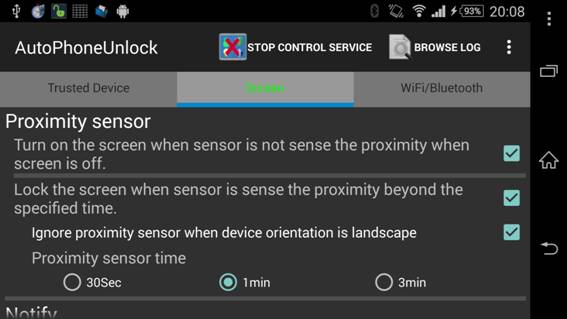 93% 20:08
AutoPhoneUnlock
STOP CONTROL SERVICE
BROWSE LOG
Trusted Device
Screen
WiFi/Bluetooth
Proximity sensor
Turn on the screen when sensor is not sense the proximity when
screen is off.
Lock the screen when sensor is sense the proximity beyond the
specified time.
Ignore proximity sensor when device orientation is landscape
Proximity sensor time
30Sec
1min
3min
Notify